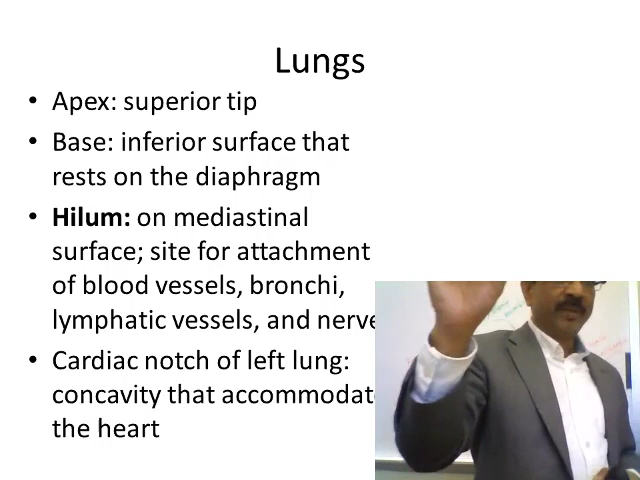 Lungs
• Apex: superior tip
• Base: inferior surface that
rests on the diaphragm
• Hilum: on mediastinal
surface; site for attachment
of blood vessels, bronchi,
lymphatic vessels, and nerve
• Cardiac notch of left lung:
concavity that accommodat
the heart